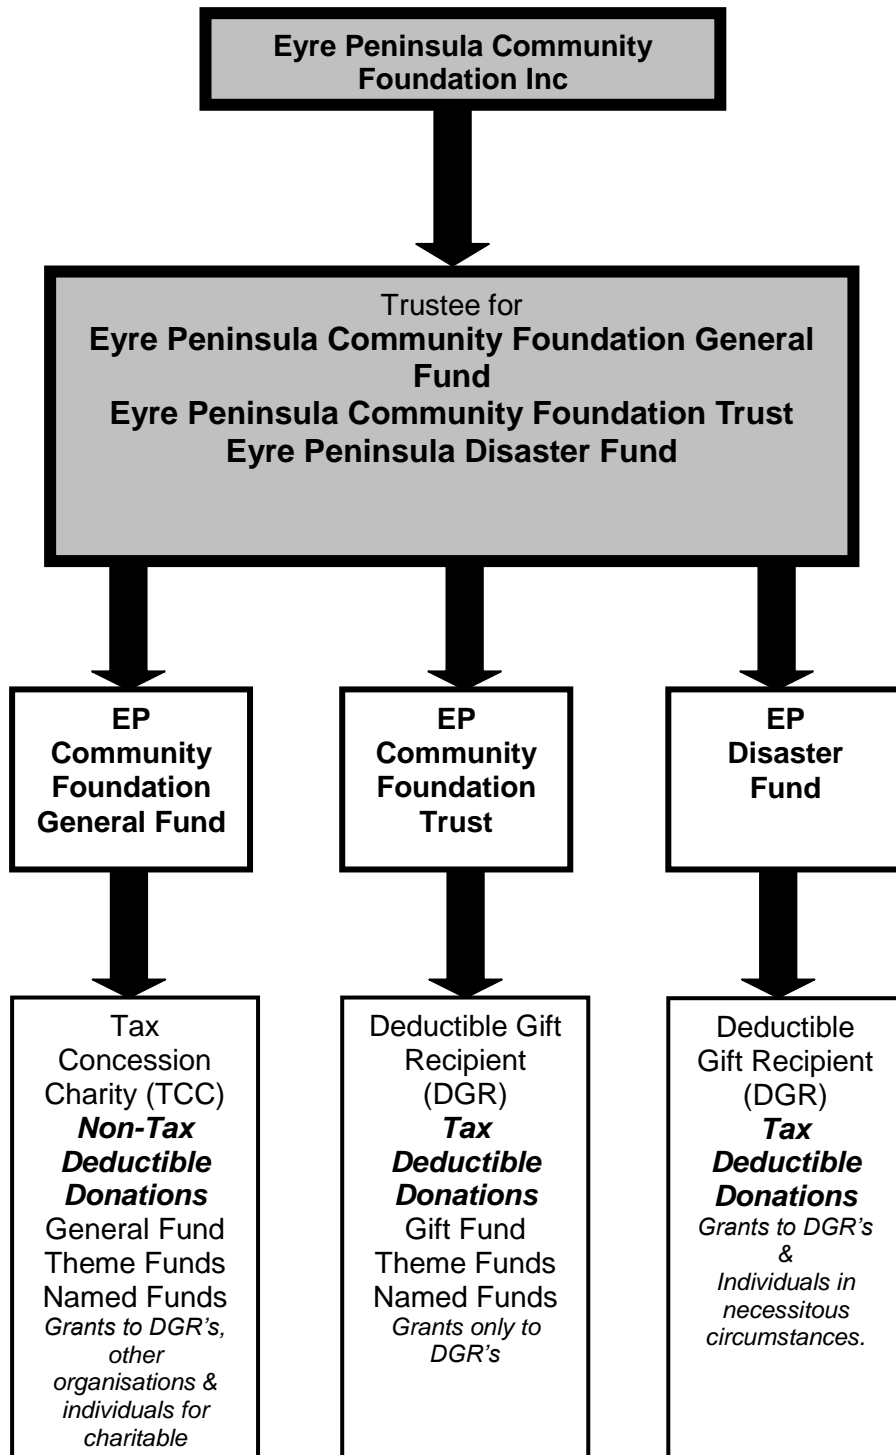 Eyre Peninsula Community
Foundation Inc
Trustee for
Eyre Peninsula Community Foundation General
Fund
Eyre Peninsula Community Foundation Trust
Eyre Peninsula Disaster Fund
EP
Community
Foundation
General Fund
EP
Community
Foundation
Trust
EP
Disaster
Fund
Tax
Concession
Charity (TCC)
Non-Tax
Deductible
Donations
General Fund
Theme Funds
Named Funds
Grants to DGR's,
other
organisations &
individuals for
charitable
Deductible Gift
Recipient
(DGR)
Tax
Deductible
Donations
Gift Fund
Theme Funds
Named Funds
Grants only to
DGR's
Deductible
Gift Recipient
(DGR)
Tax
Deductible
Donations
Grants to DGR's
&
Individuals in
necessitous
circumstances.